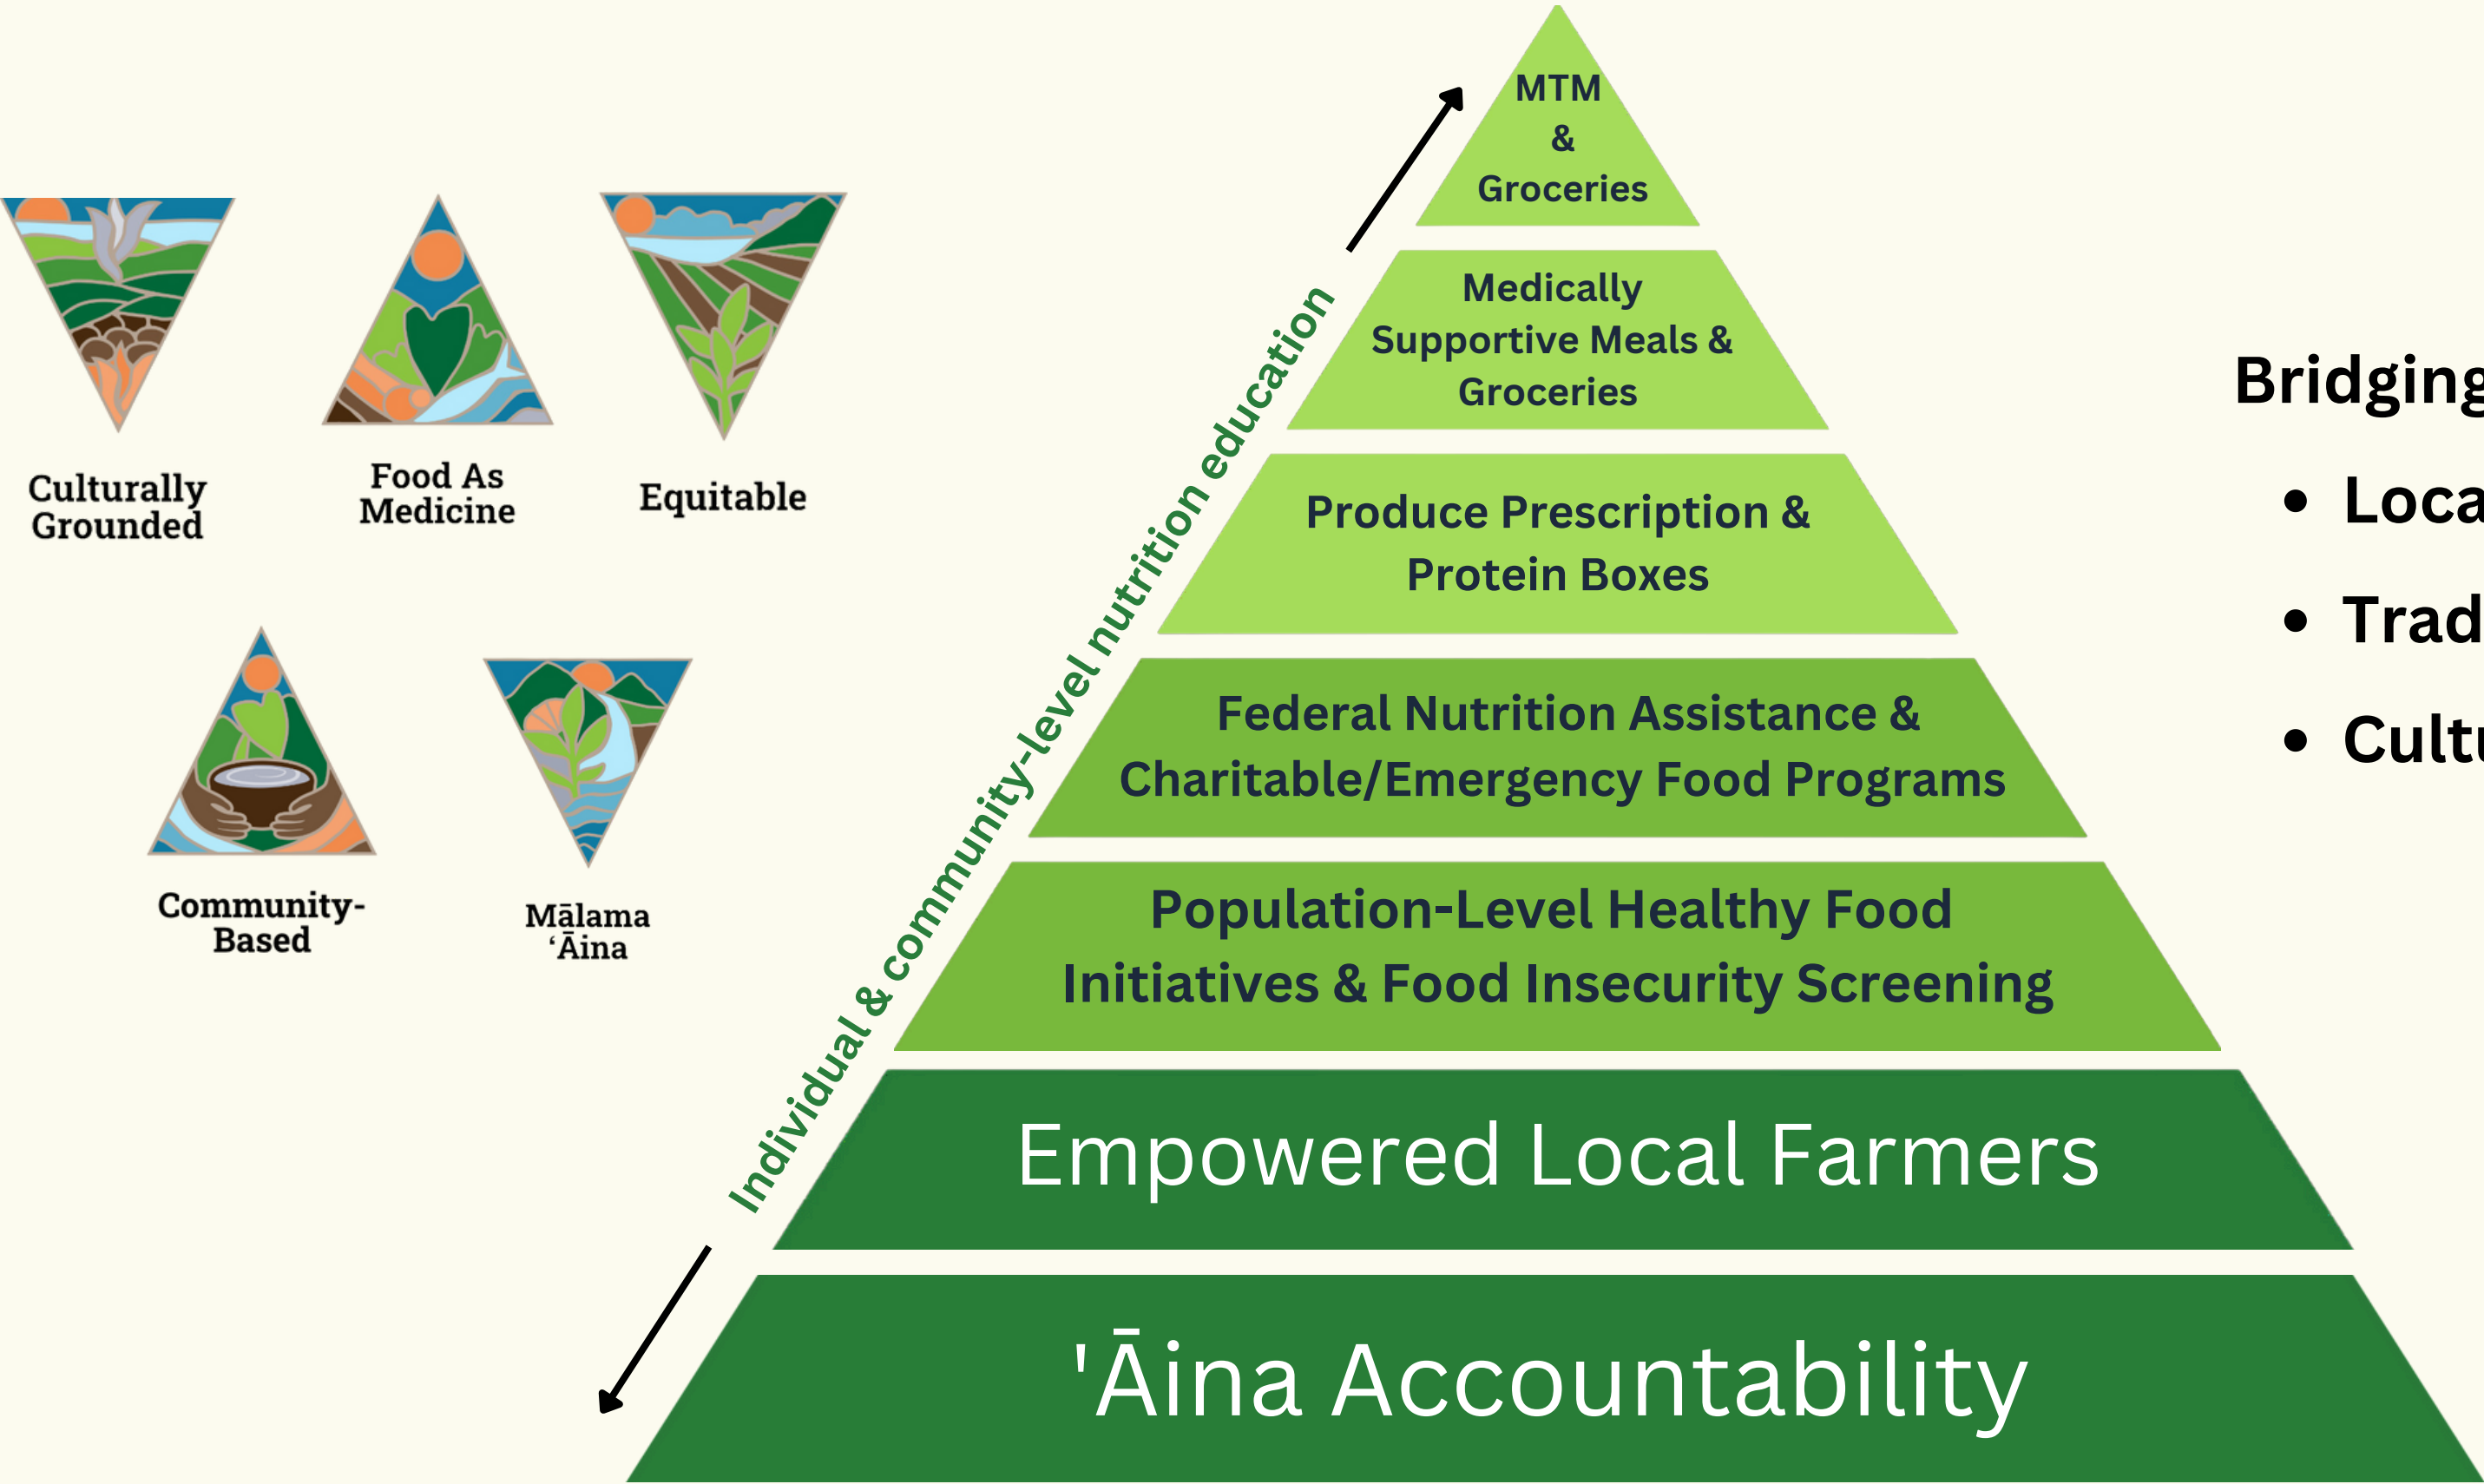 Culturally
Grounded
Food As
Medicine
Equitable
Community-
Based
Mālama
ʻĀina
Individual & community-level nutrition education
MTM
&
Groceries
Medically
Supportive Meals &
Groceries
Produce Prescription &
Protein Boxes
Federal Nutrition Assistance &
Charitable/Emergency Food Programs
Population-Level Healthy Food
Initiatives & Food Insecurity Screening
Empowered Local Farmers
'Āina Accountability
Bridging